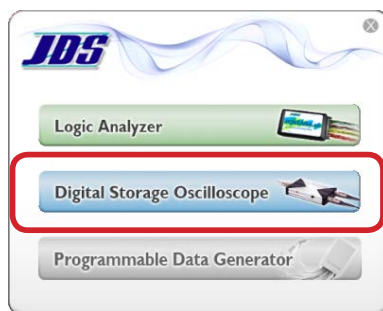 JDS
Logic Analyzer
Digital Storage Oscilloscope
Programmable Data Generator